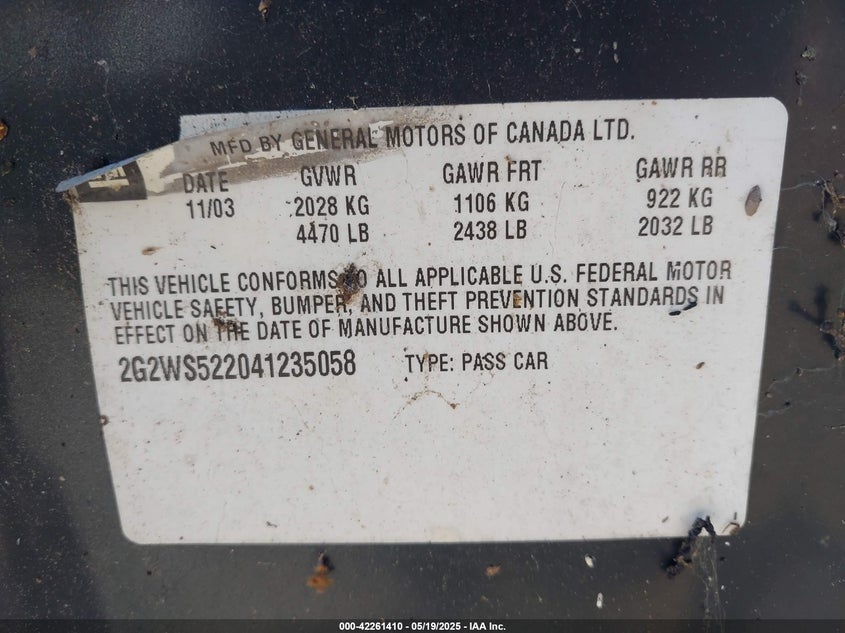 MFD BY GENERAL MOTORS OF CANADA LTD.
DATE GVWR GAWR FRT GAWR RR
11/03 2028 KG 1106 KG 922 KG
4470 LB 2438 LB 2032 LB
THIS VEHICLE CONFORMS TO ALL APPLICABLE U.S. FEDERAL MOTOR
VEHICLE SAFETY, BUMPER, AND THEFT PREVENTION STANDARDS IN
EFFECT ON THE DATE OF MANUFACTURE SHOWN ABOVE.
2G2WS522041235058 TYPE: PASS CAR
000-42261410 - 05/19/2025 - IAA Inc.